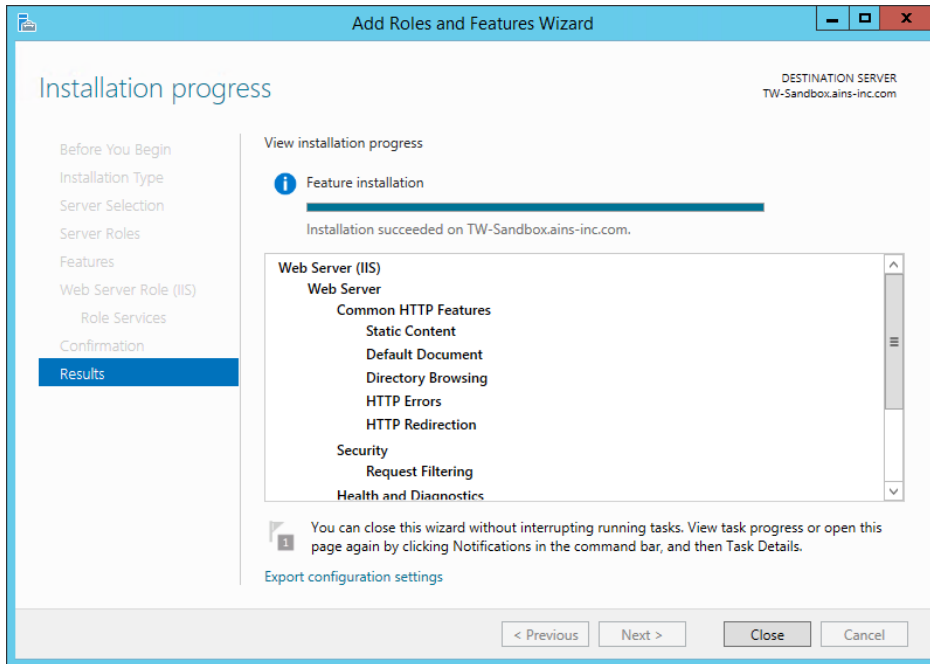 Add Roles and Features Wizard
Installation progress
DESTINATION SERVER
TW-Sandbox.ains-inc.com
Before You Begin
Installation Type
Server Selection
Server Roles
Features
Web Server Role (IIS)
Role Services
Confirmation
Results
View installation progress
Feature installation
Installation succeeded on TW-Sandbox.ains-inc.com.
Web Server (IIS)
Web Server
Common HTTP Features
Static Content
Default Document
Directory Browsing
HTTP Errors
HTTP Redirection
Security
Request Filtering
Health and Diagnostics
1
You can close this wizard without interrupting running tasks. View task progress or open this
page again by clicking Notifications in the command bar, and then Task Details.
Export configuration settings
< Previous
Next >
Close
Cancel